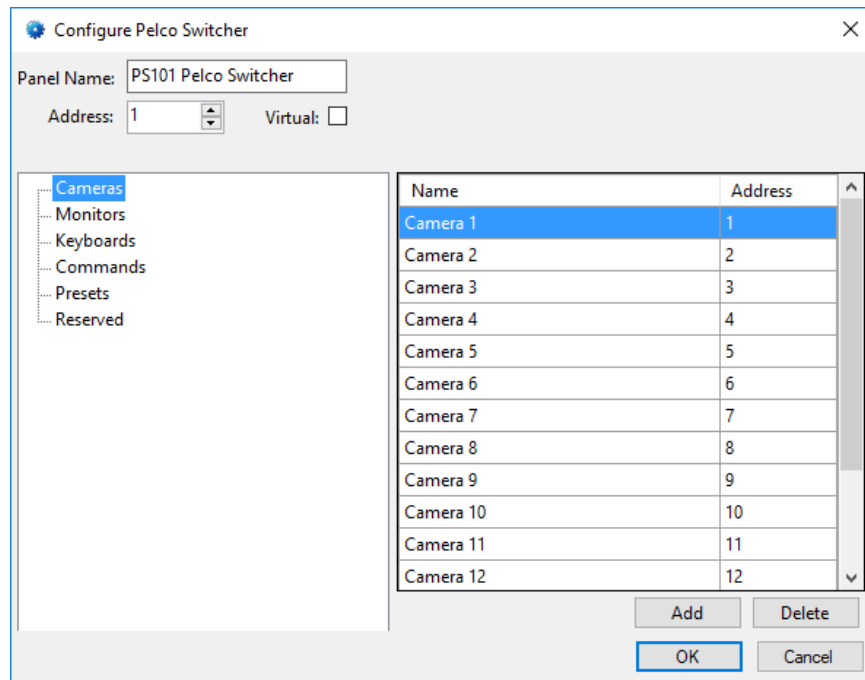 Configure Pelco Switcher
Panel Name: PS101 Pelco Switcher
Address: 1 Virtual:
Cameras
Monitors
Keyboards
Commands
Presets
Reserved
Name Address
Camera 1 1
Camera 2 2
Camera 3 3
Camera 4 4
Camera 5 5
Camera 6 6
Camera 7 7
Camera 8 8
Camera 9 9
Camera 10 10
Camera 11 11
Camera 12 12
Add Delete
OK Cancel